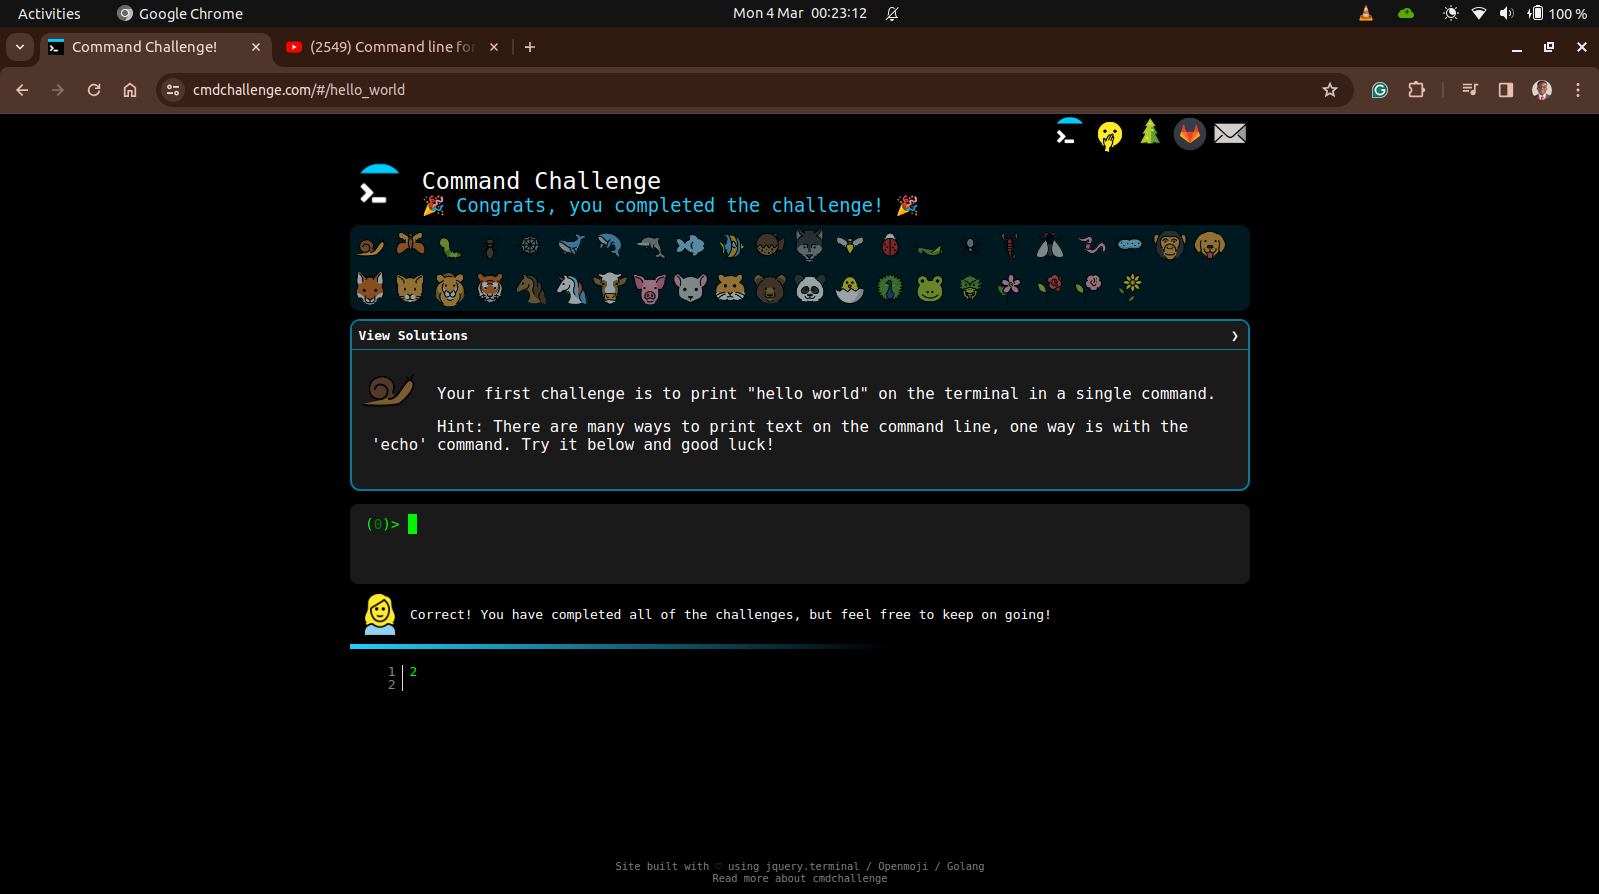 Activities
Google Chrome
Mon 4 Mar 00:23:12
100 %
Command Challenge!
(2549) Command line for
cmdchallenge.com/#/hello_world
Command Challenge
🎉 Congrats, you completed the challenge! 🎉
View Solutions ❯
Your first challenge is to print "hello world" on the terminal in a single command.
Hint: There are many ways to print text on the command line, one way is with the
'echo' command. Try it below and good luck!
(0)>
Correct! You have completed all of the challenges, but feel free to keep on going!
1 2
2
Site built with ♡ using jquery.terminal / Openmoji / Golang
Read more about cmdchallenge